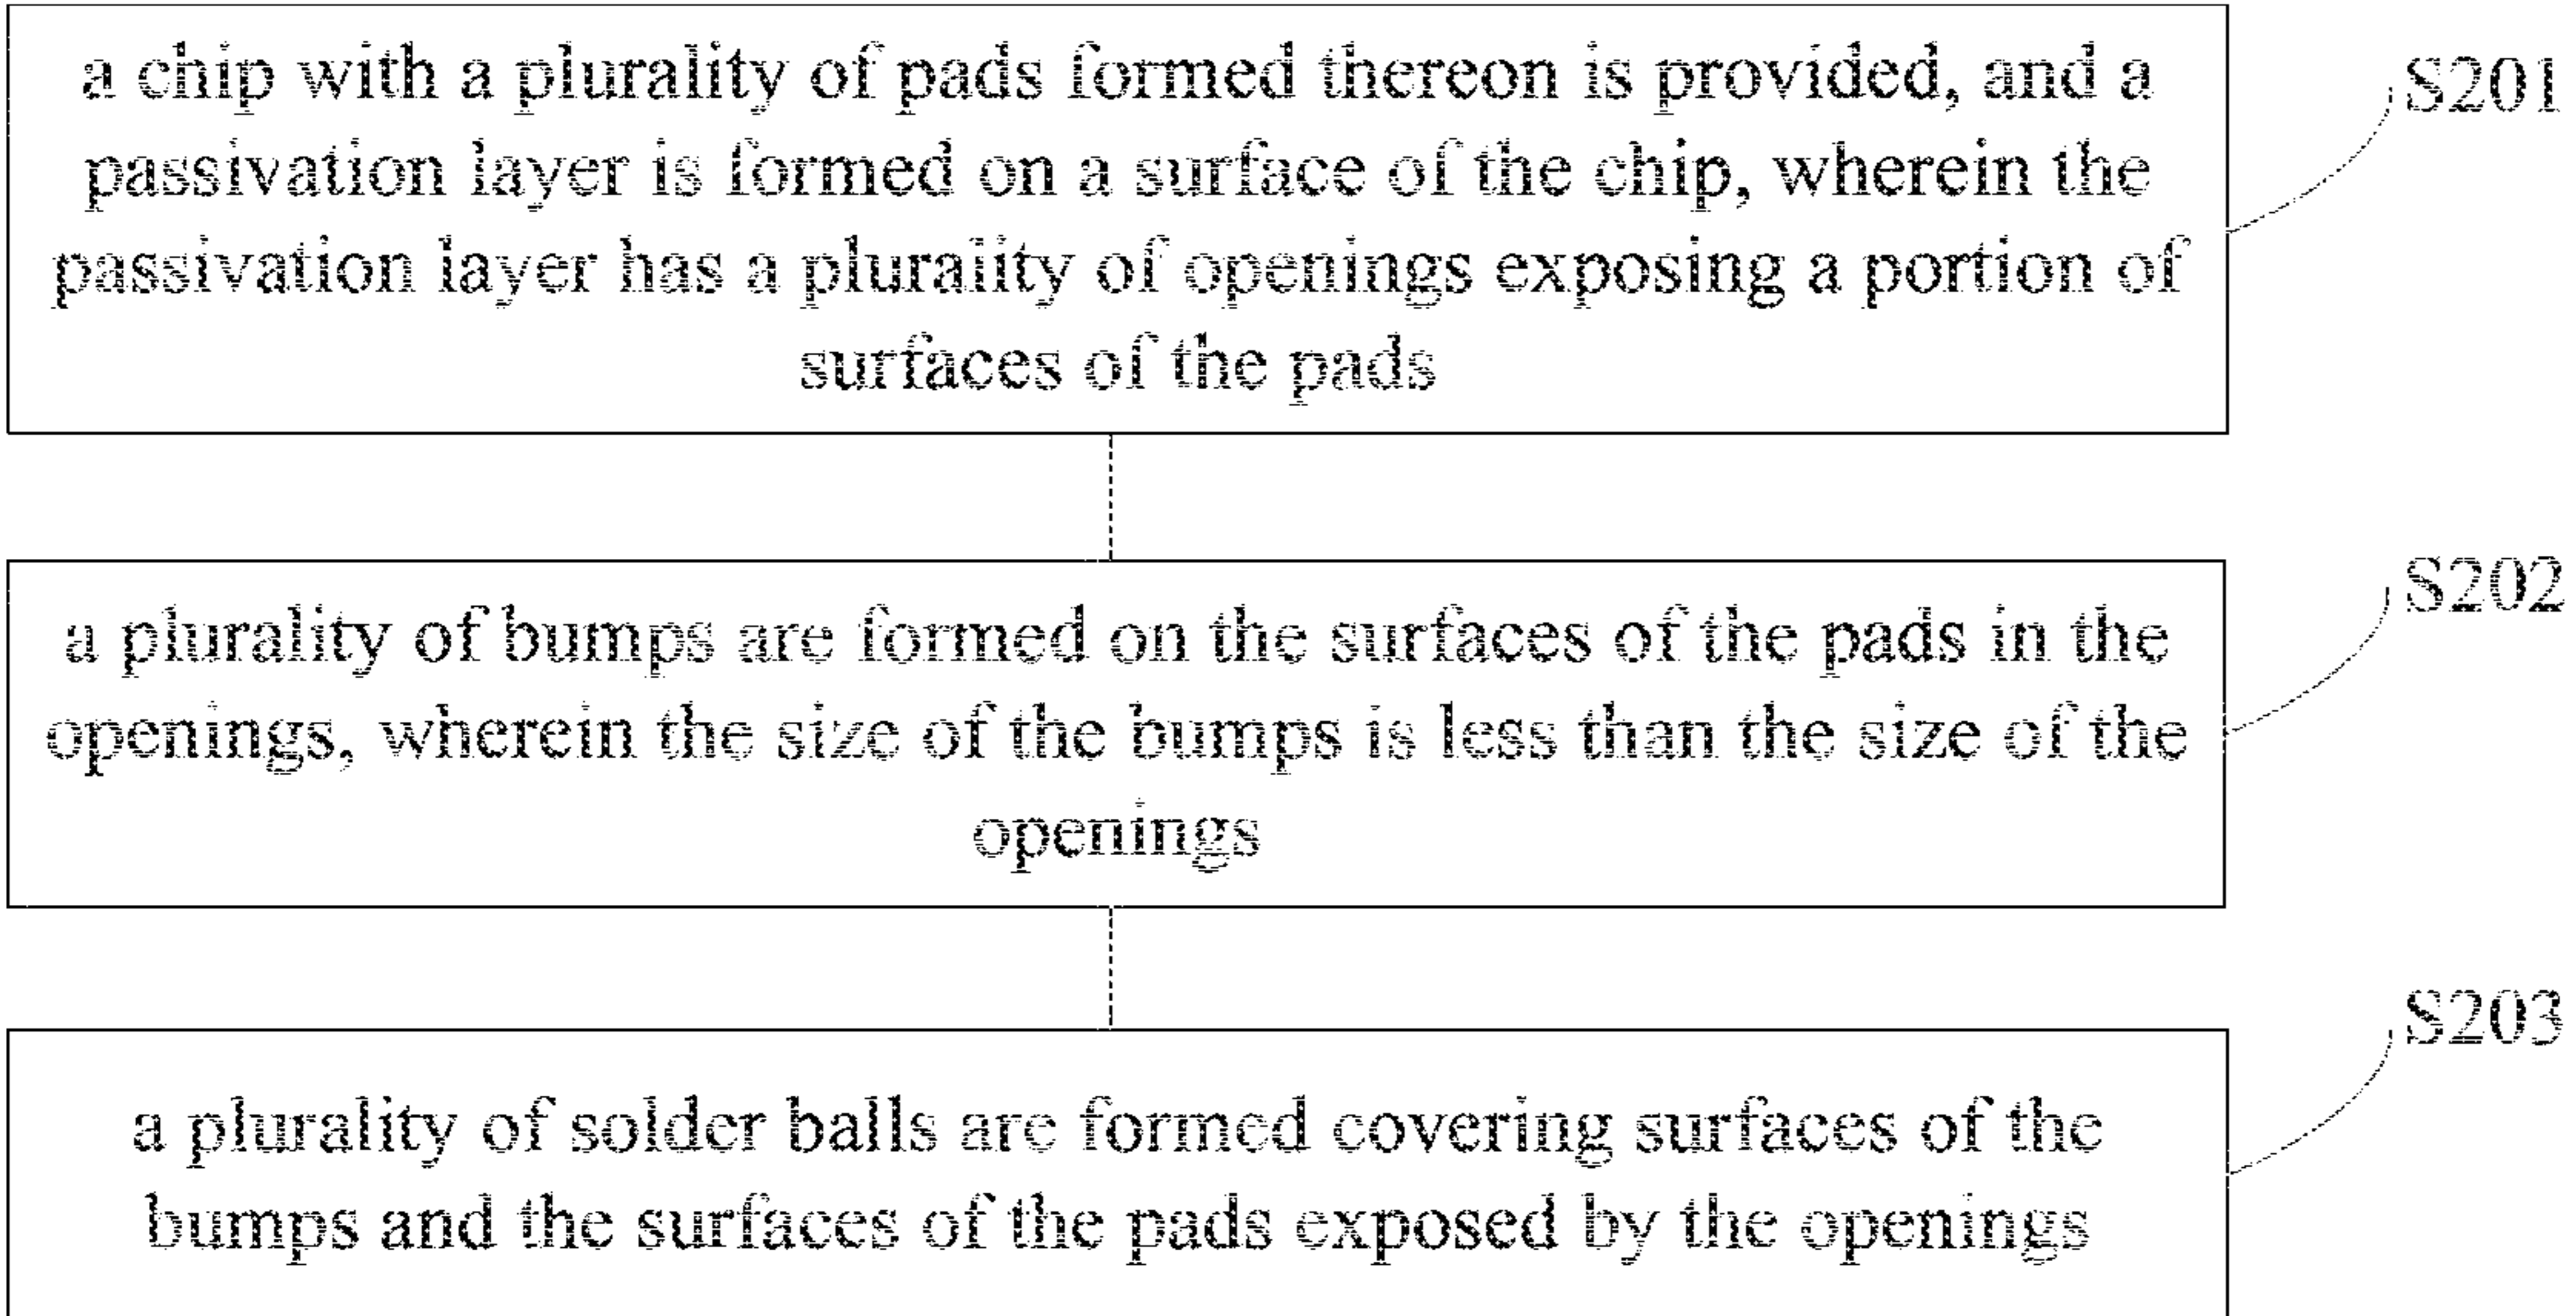 a chip with a plurality of pads formed thereon is provided, and a
passivation layer is formed on a surface of the chip, wherein the
passivation layer has a plurality of openings exposing a portion of
surfaces of the pads
S201
a plurality of bumps are formed on the surfaces of the pads in the
openings, wherein the size of the bumps is less than the size of the
openings
S202
a plurality of solder balls are formed covering surfaces of the
bumps and the surfaces of the pads exposed by the openings
S203